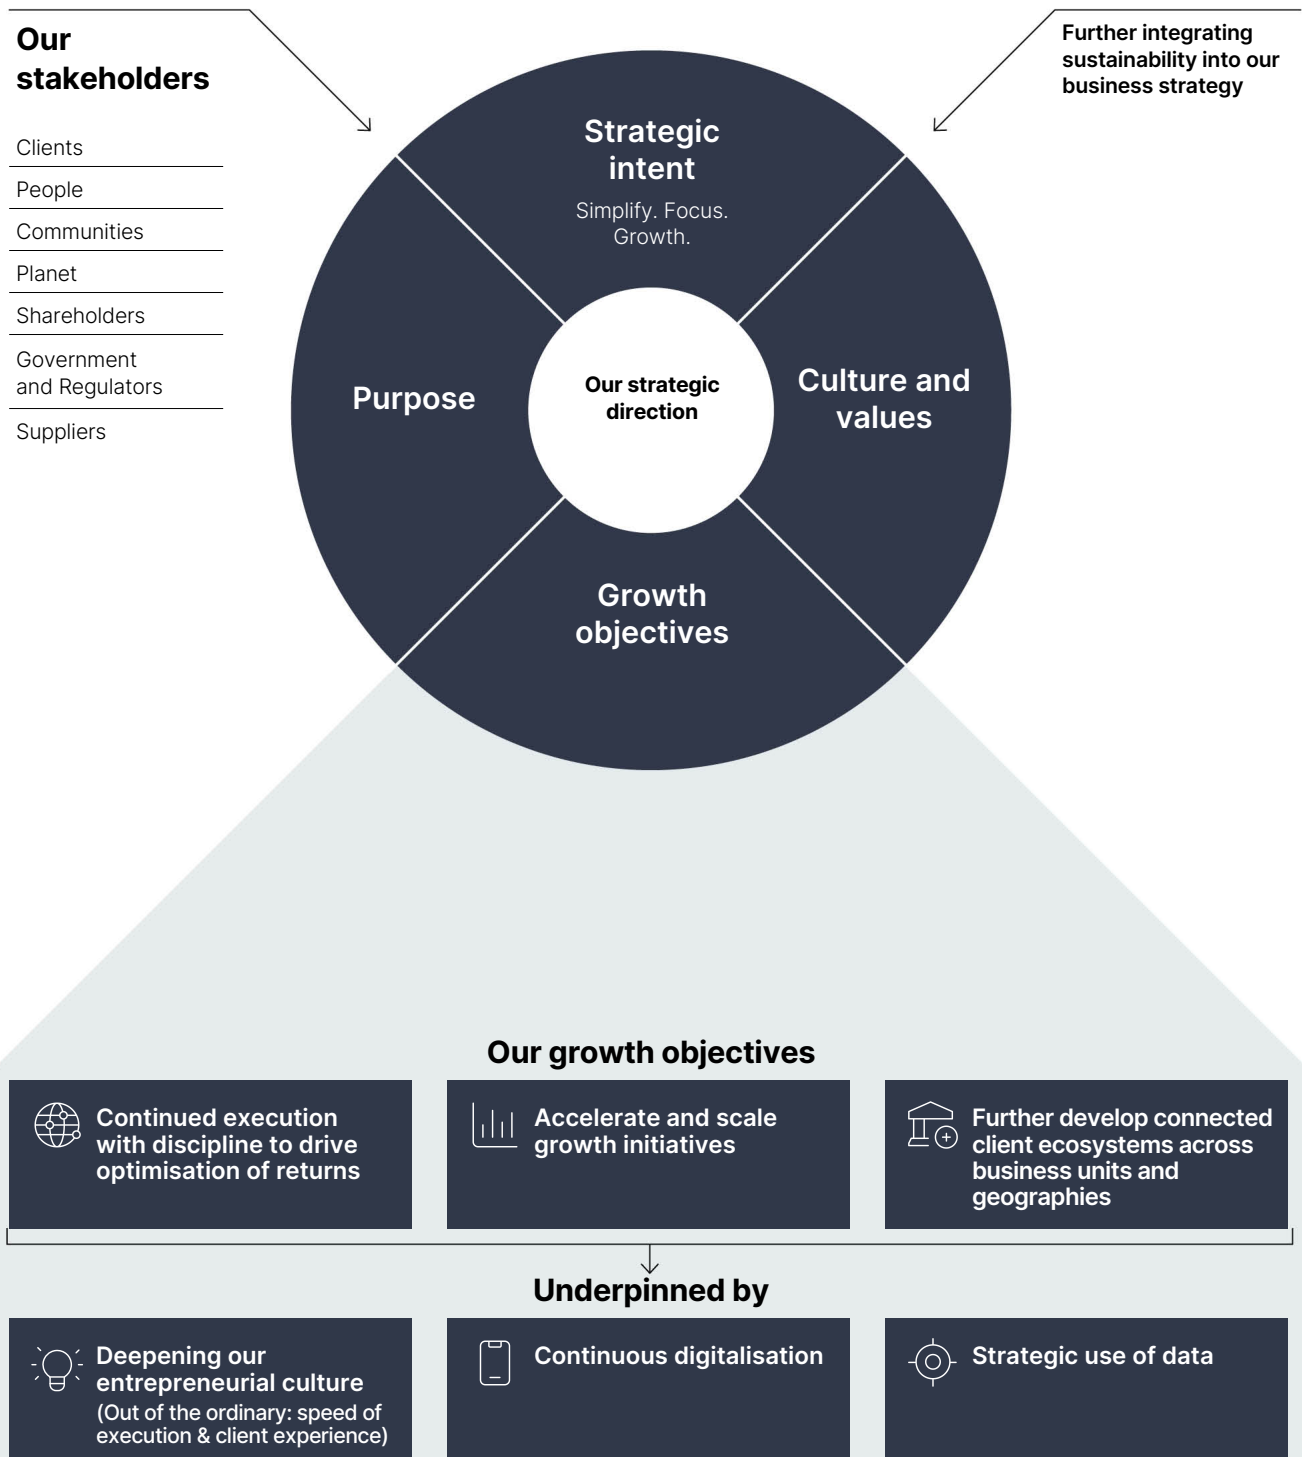 Our
stakeholders
Clients
People
Communities
Planet
Shareholders
Government
and Regulators
Suppliers
Further integrating
sustainability into our
business strategy
Strategic
intent
Simplify. Focus.
Growth.
Purpose
Our strategic
direction
Culture and
values
Growth
objectives
Our growth objectives
Continued execution
with discipline to drive
optimisation of returns
Accelerate and scale
growth initiatives
Further develop connected
client ecosystems across
business units and
geographies
Underpinned by
Deepening our
entrepreneurial culture
(Out of the ordinary: speed of
execution & client experience)
Continuous digitalisation
Strategic use of data